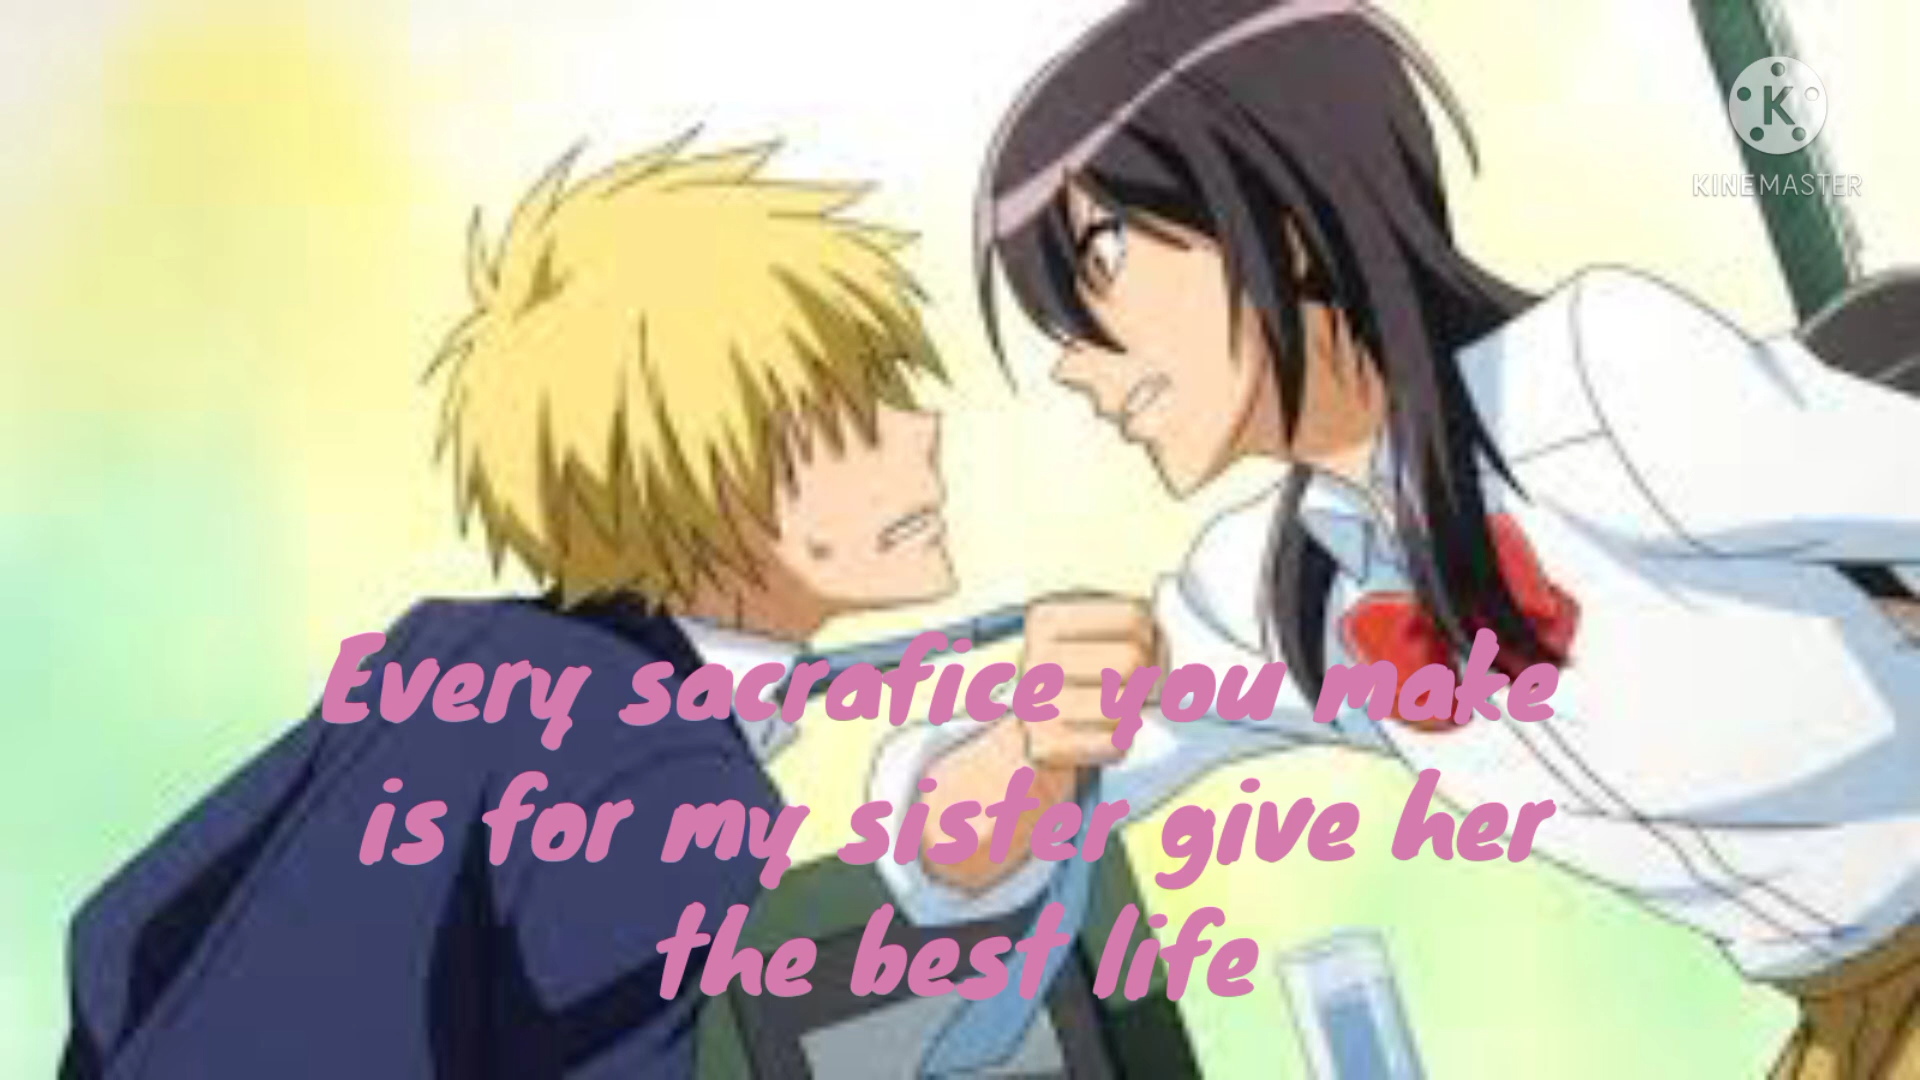 K
KINEMASTER
Every sacrafice you make
is for my sister give her
the best life